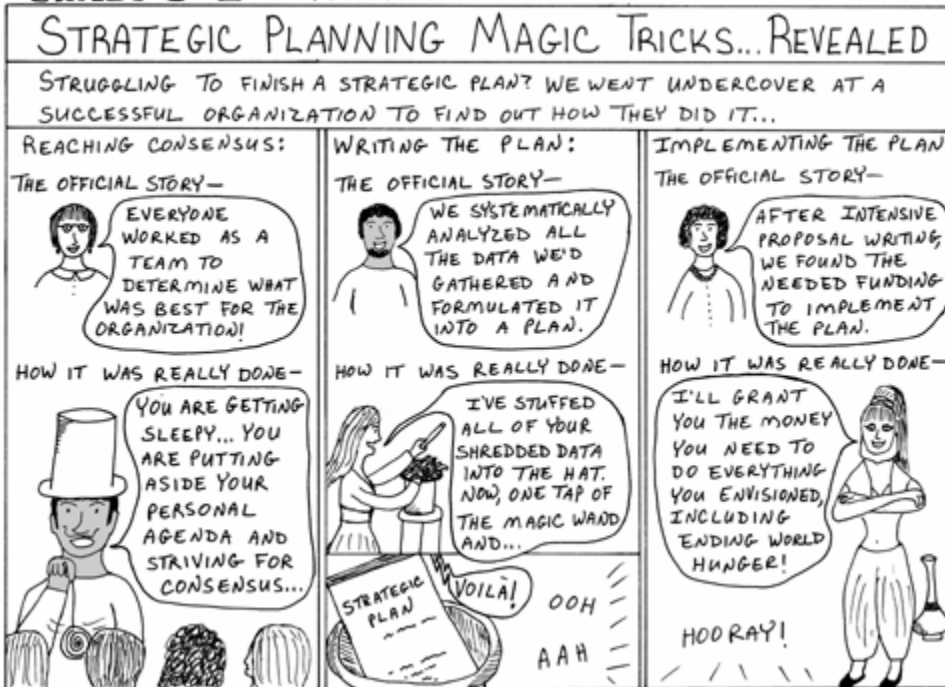 STRATEGIC PLANNING MAGIC TRICKS...REVEALED
STRUGGLING TO FINISH A STRATEGIC PLAN? WE WENT UNDERCOVER AT A
SUCCESSFUL ORGANIZATION TO FIND OUT HOW THEY DID IT...
REACHING CONSENSUS:
THE OFFICIAL STORY—
EVERYONE
WORKED AS A
TEAM TO
DETERMINE WHAT
WAS BEST FOR THE
ORGANIZATION!
HOW IT WAS REALLY DONE—
YOU ARE GETTING
SLEEPY... YOU
ARE PUTTING
ASIDE YOUR
PERSONAL
AGENDA AND
STRIVING FOR
CONSENSUS...
WRITING THE PLAN:
THE OFFICIAL STORY—
WE SYSTEMATICALLY
ANALYZED ALL
THE DATA WE'D
GATHERED AND
FORMULATED IT
INTO A PLAN.
HOW IT WAS REALLY DONE—
I'VE STUFFED
ALL OF YOUR
SHREDDED DATA
INTO THE HAT.
NOW, ONE TAP OF
THE MAGIC WAND
AND...
STRATEGIC
PLAN
VOILÀ!
OOH
AAH
IMPLEMENTING THE PLAN
THE OFFICIAL STORY—
AFTER INTENSIVE
PROPOSAL WRITING,
WE FOUND THE
NEEDED FUNDING
TO IMPLEMENT
THE PLAN.
HOW IT WAS REALLY DONE—
I'LL GRANT
YOU THE MONEY
YOU NEED TO
DO EVERYTHING
YOU ENVISIONED,
INCLUDING
ENDING WORLD
HUNGER!
HOORAY!